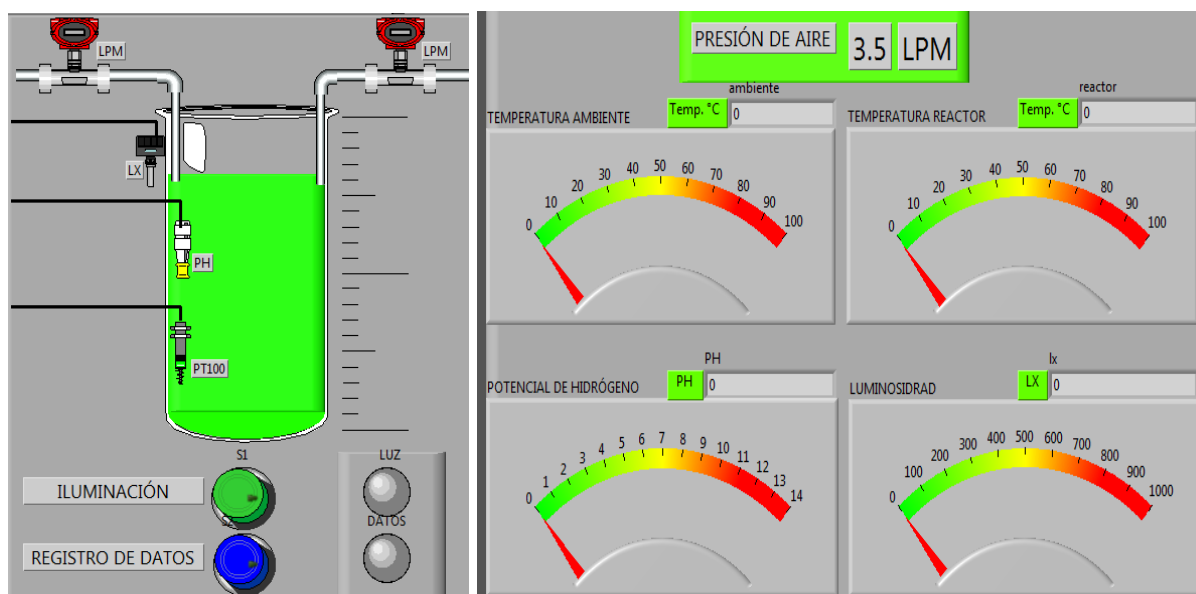 LPM
LPM
LX
PH
PT100
S1
ILUMINACIÓN
REGISTRO DE DATOS
LUZ
DATOS
PRESIÓN DE AIRE 3.5 LPM
ambiente
TEMPERATURA AMBIENTE Temp. °C 0
0 10 20 30 40 50 60 70 80 90 100
reactor
TEMPERATURA REACTOR Temp. °C 0
0 10 20 30 40 50 60 70 80 90 100
PH
POTENCIAL DE HIDRÓGENO PH 0
0 1 2 3 4 5 6 7 8 9 10 11 12 13 14
lx
LUMINOSIDRAD LX 0
0 100 200 300 400 500 600 700 800 900 1000